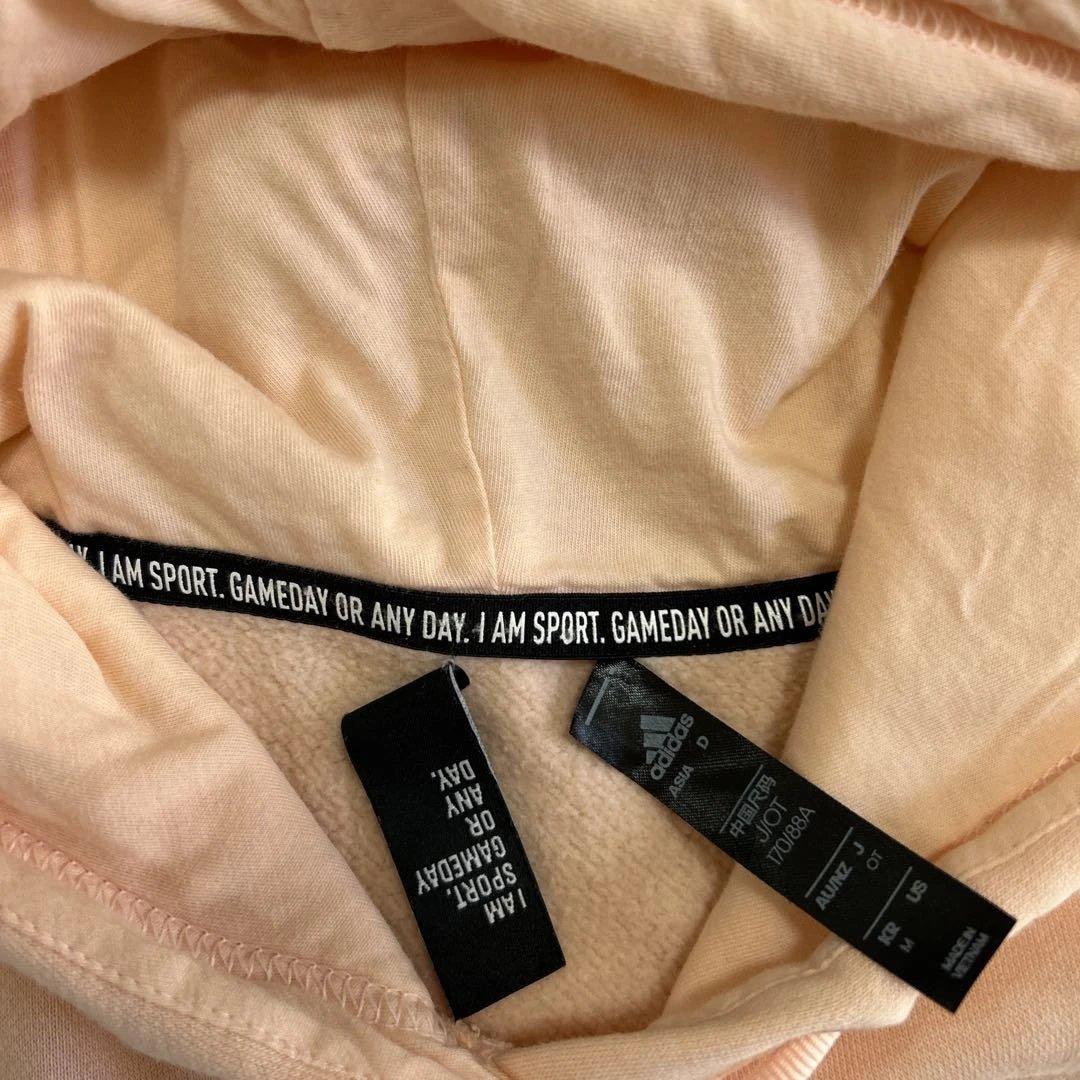 AY. I AM SPORT. GAMEDAY OR ANY DAY. I AM SPORT. GAMEDAY OR ANY DAY
I AM
SPORT.
GAMEDAY
OR
ANY
DAY.
adidas
ASIA D
中国尺码
J/OT
170/88A
AU/NZ J
OT
KR US
M
MADE IN
VIETNAM